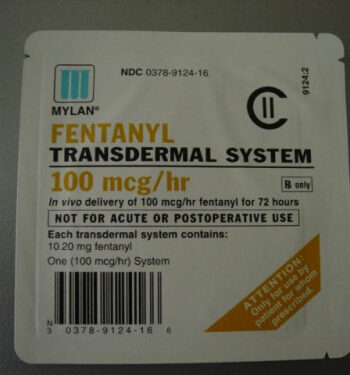 NDC 0378-9124-16
9124:2
MYLAN®
CII
FENTANYL
TRANSDERMAL SYSTEM
100 mcg/hr
Rx only
In vivo delivery of 100 mcg/hr fentanyl for 72 hours
NOT FOR ACUTE OR POSTOPERATIVE USE
Each transdermal system contains:
10.20 mg fentanyl
One (100 mcg/hr) System
ATTENTION:
Only for use by
patient for whom
prescribed.
N
3 0378-9124-16 6